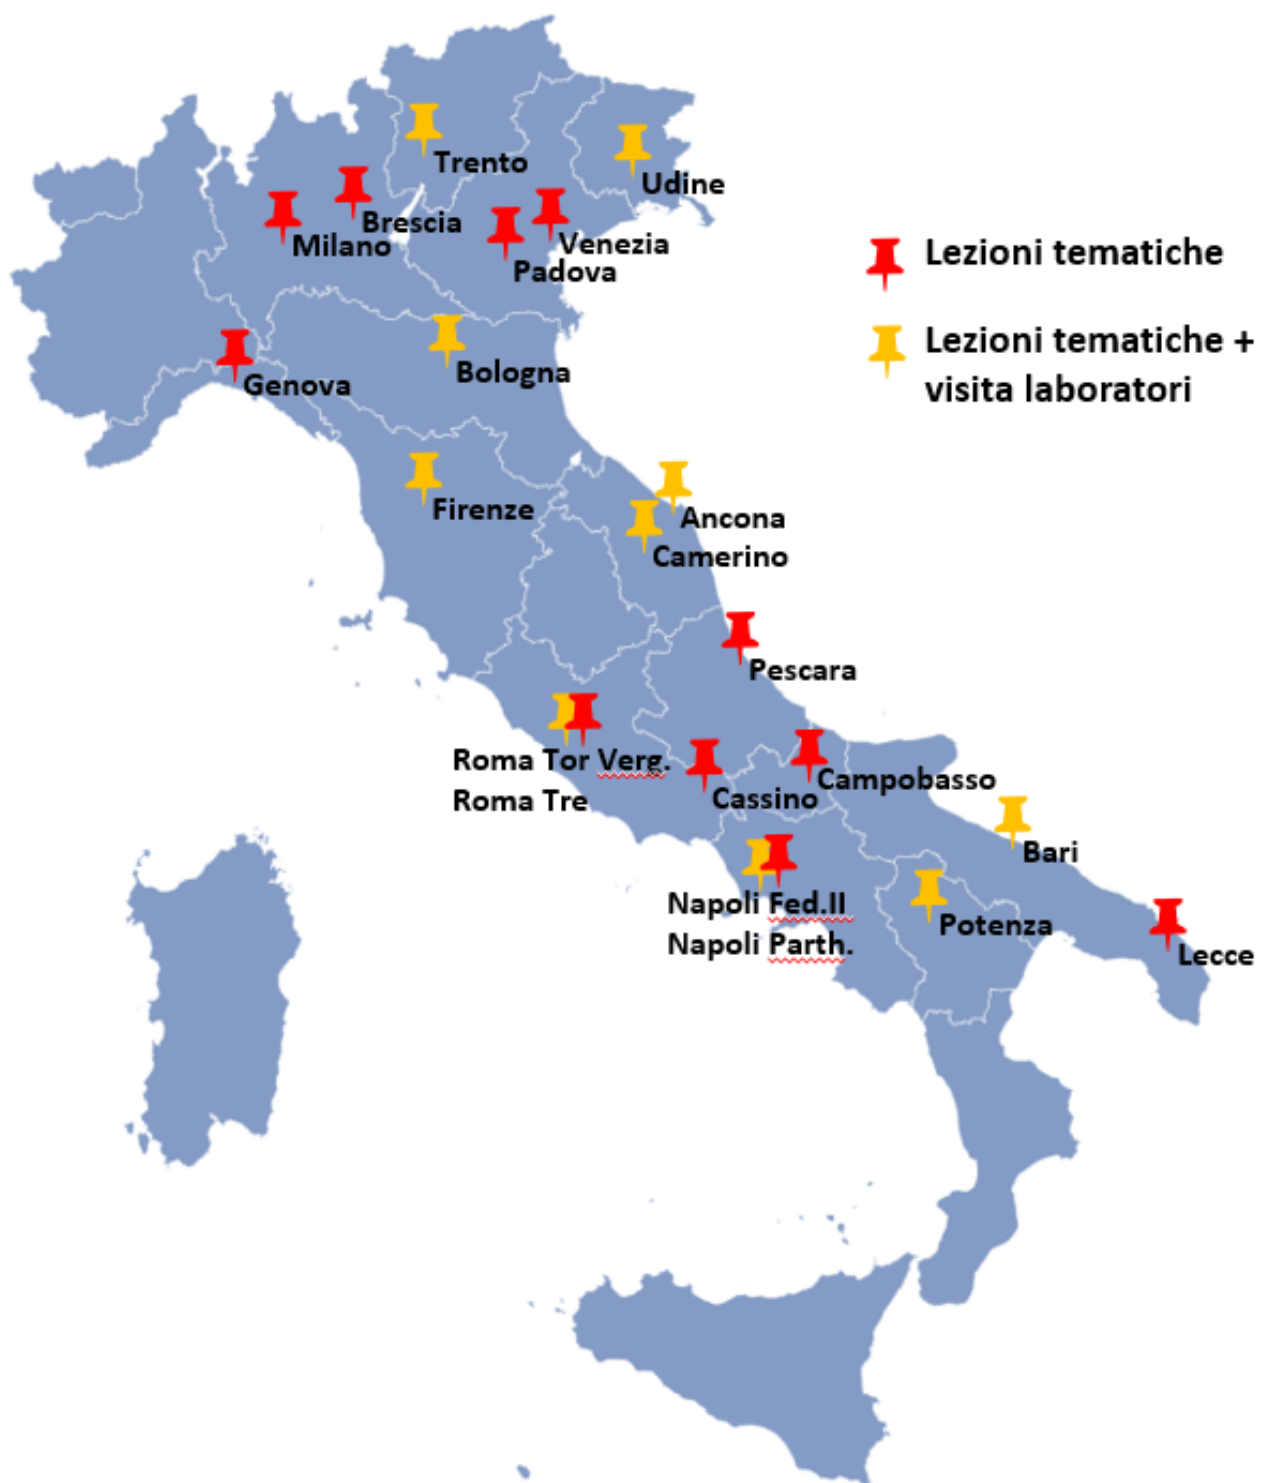 Trento
Udine
Brescia
Milano
Venezia
Padova
Lezioni tematiche
Lezioni tematiche +
visita laboratori
Genova
Bologna
Firenze
Ancona
Camerino
Pescara
Roma Tor Verg.
Roma Tre
Cassino
Campobasso
Bari
Napoli Fed.II
Napoli Parth.
Potenza
Lecce